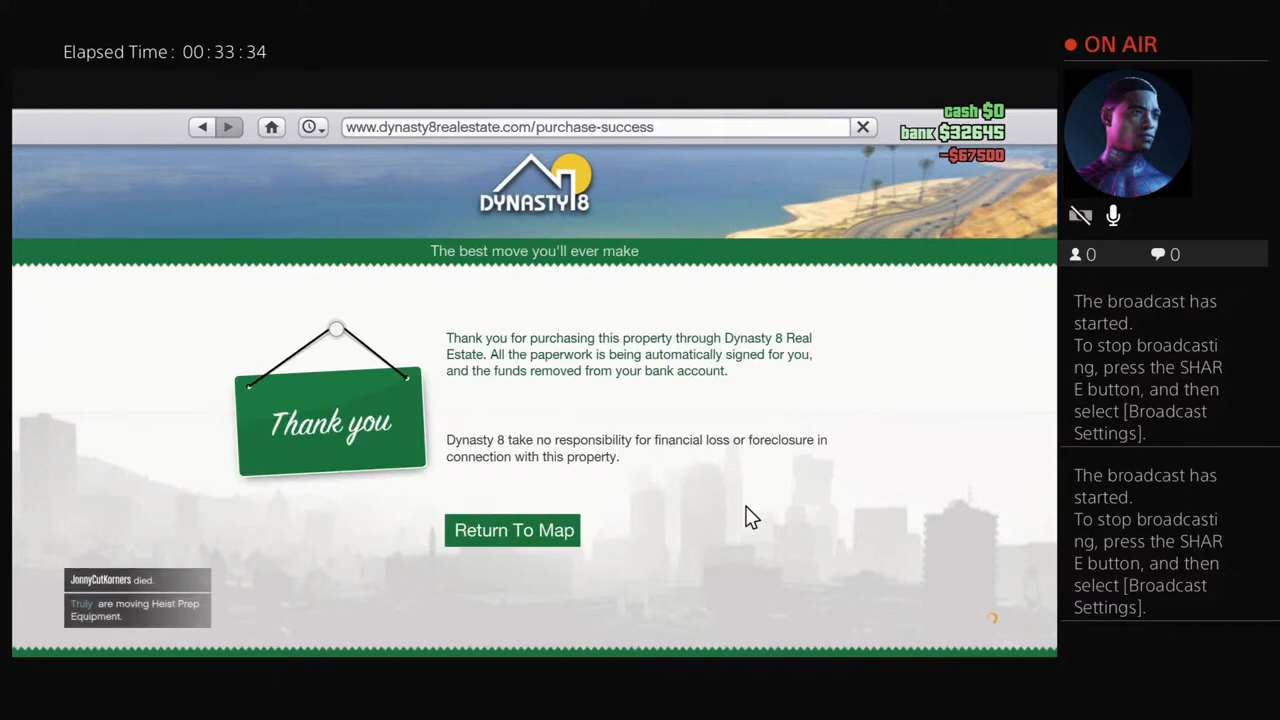 Elapsed Time: 00:33:34
ON AIR
www.dynasty8realestate.com/purchase-success
cash $0
bank $32645
-$67500
DYNASTY 8
The best move you'll ever make
Thank you
Thank you for purchasing this property through Dynasty 8 Real
Estate. All the paperwork is being automatically signed for you,
and the funds removed from your bank account.
Dynasty 8 take no responsibility for financial loss or foreclosure in
connection with this property.
Return To Map
JonnyCutKorners died.
Truly are moving Heist Prep
Equipment.
0
0
The broadcast has
started.
To stop broadcasti
ng, press the SHAR
E button, and then
select [Broadcast
Settings].
The broadcast has
started.
To stop broadcasti
ng, press the SHAR
E button, and then
select [Broadcast
Settings].